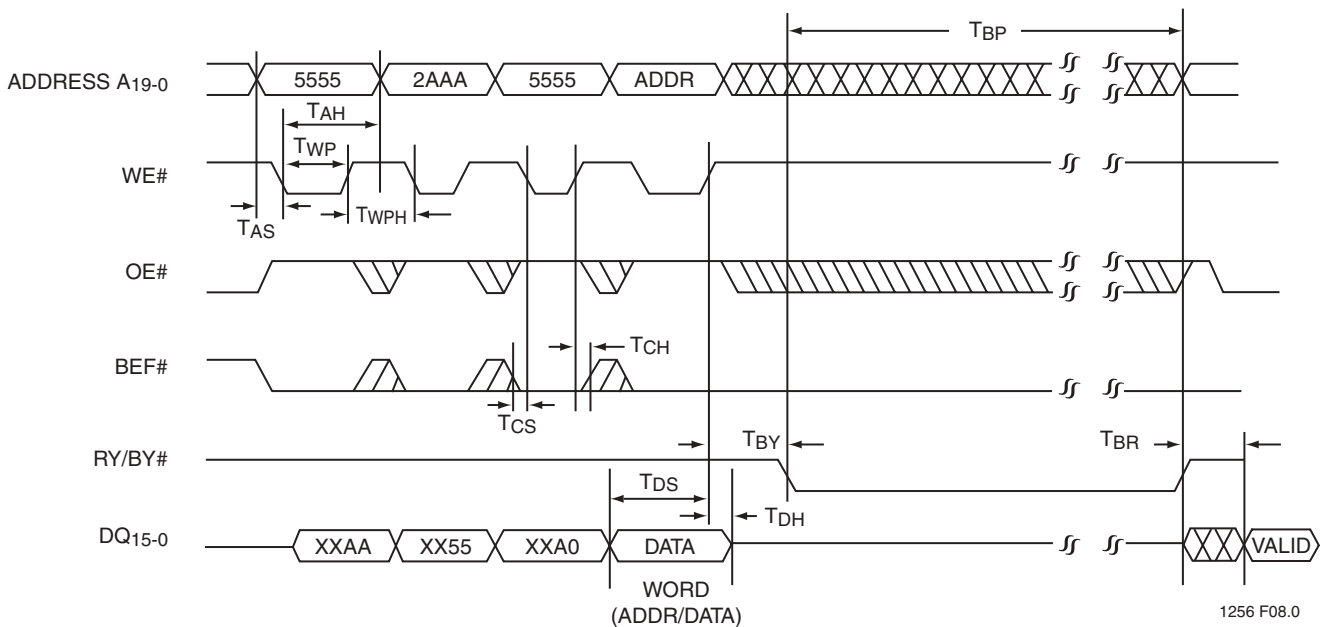 TBP
ADDRESS A19-0
5555
2AAA
5555
ADDR
TAH
TWP
WE#
TAS
TWPH
OE#
TCH
BEF#
TCS
TBY
TBR
RY/BY#
TDS
TDH
DQ15-0
XXAA
XX55
XXA0
DATA
VALID
WORD
(ADDR/DATA)
1256 F08.0